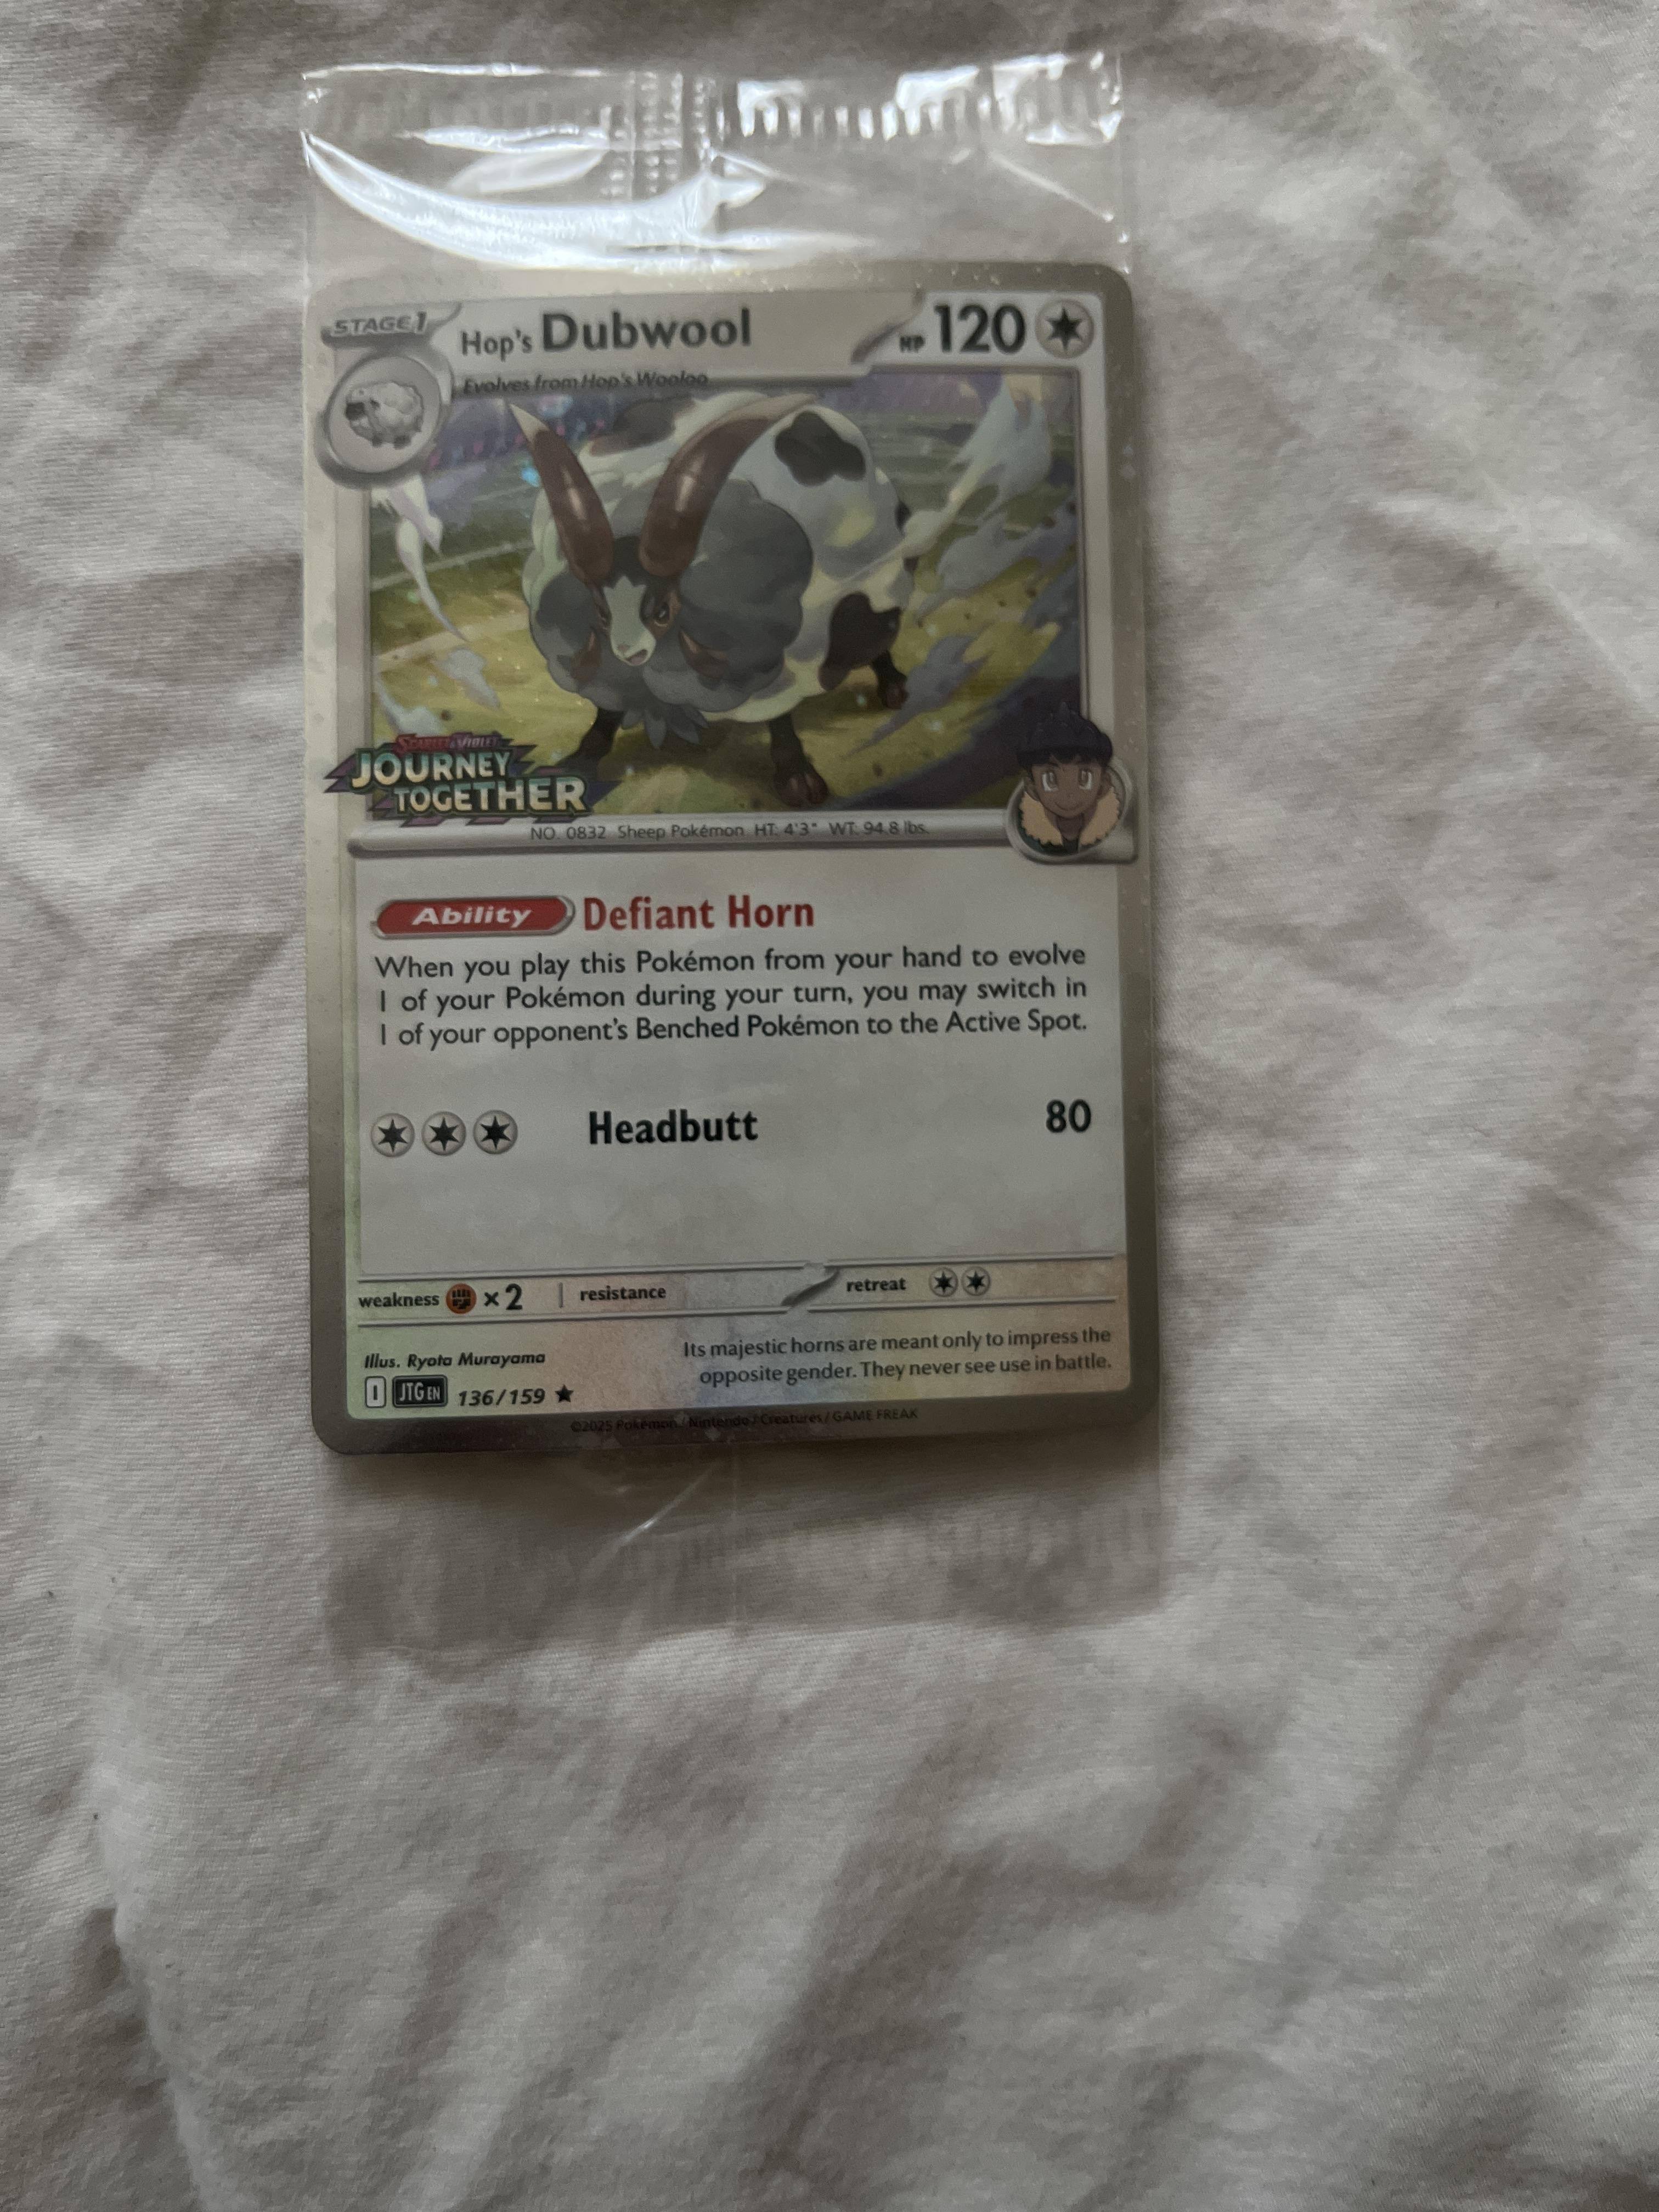 STAGE 1
Hop's Dubwool
HP 120
Evolves from Hop's Wooloo
SCARLET & VIOLET
JOURNEY
TOGETHER
NO. 0832 Sheep Pokémon HT: 4'3" WT: 94.8 lbs.
Ability Defiant Horn
When you play this Pokémon from your hand to evolve
1 of your Pokémon during your turn, you may switch in
1 of your opponent's Benched Pokémon to the Active Spot.
Headbutt 80
weakness ×2 resistance retreat
Its majestic horns are meant only to impress the
opposite gender. They never see use in battle.
Illus. Ryota Murayama
I JTG EN 136/159 ★
©2025 Pokémon / Nintendo / Creatures / GAME FREAK